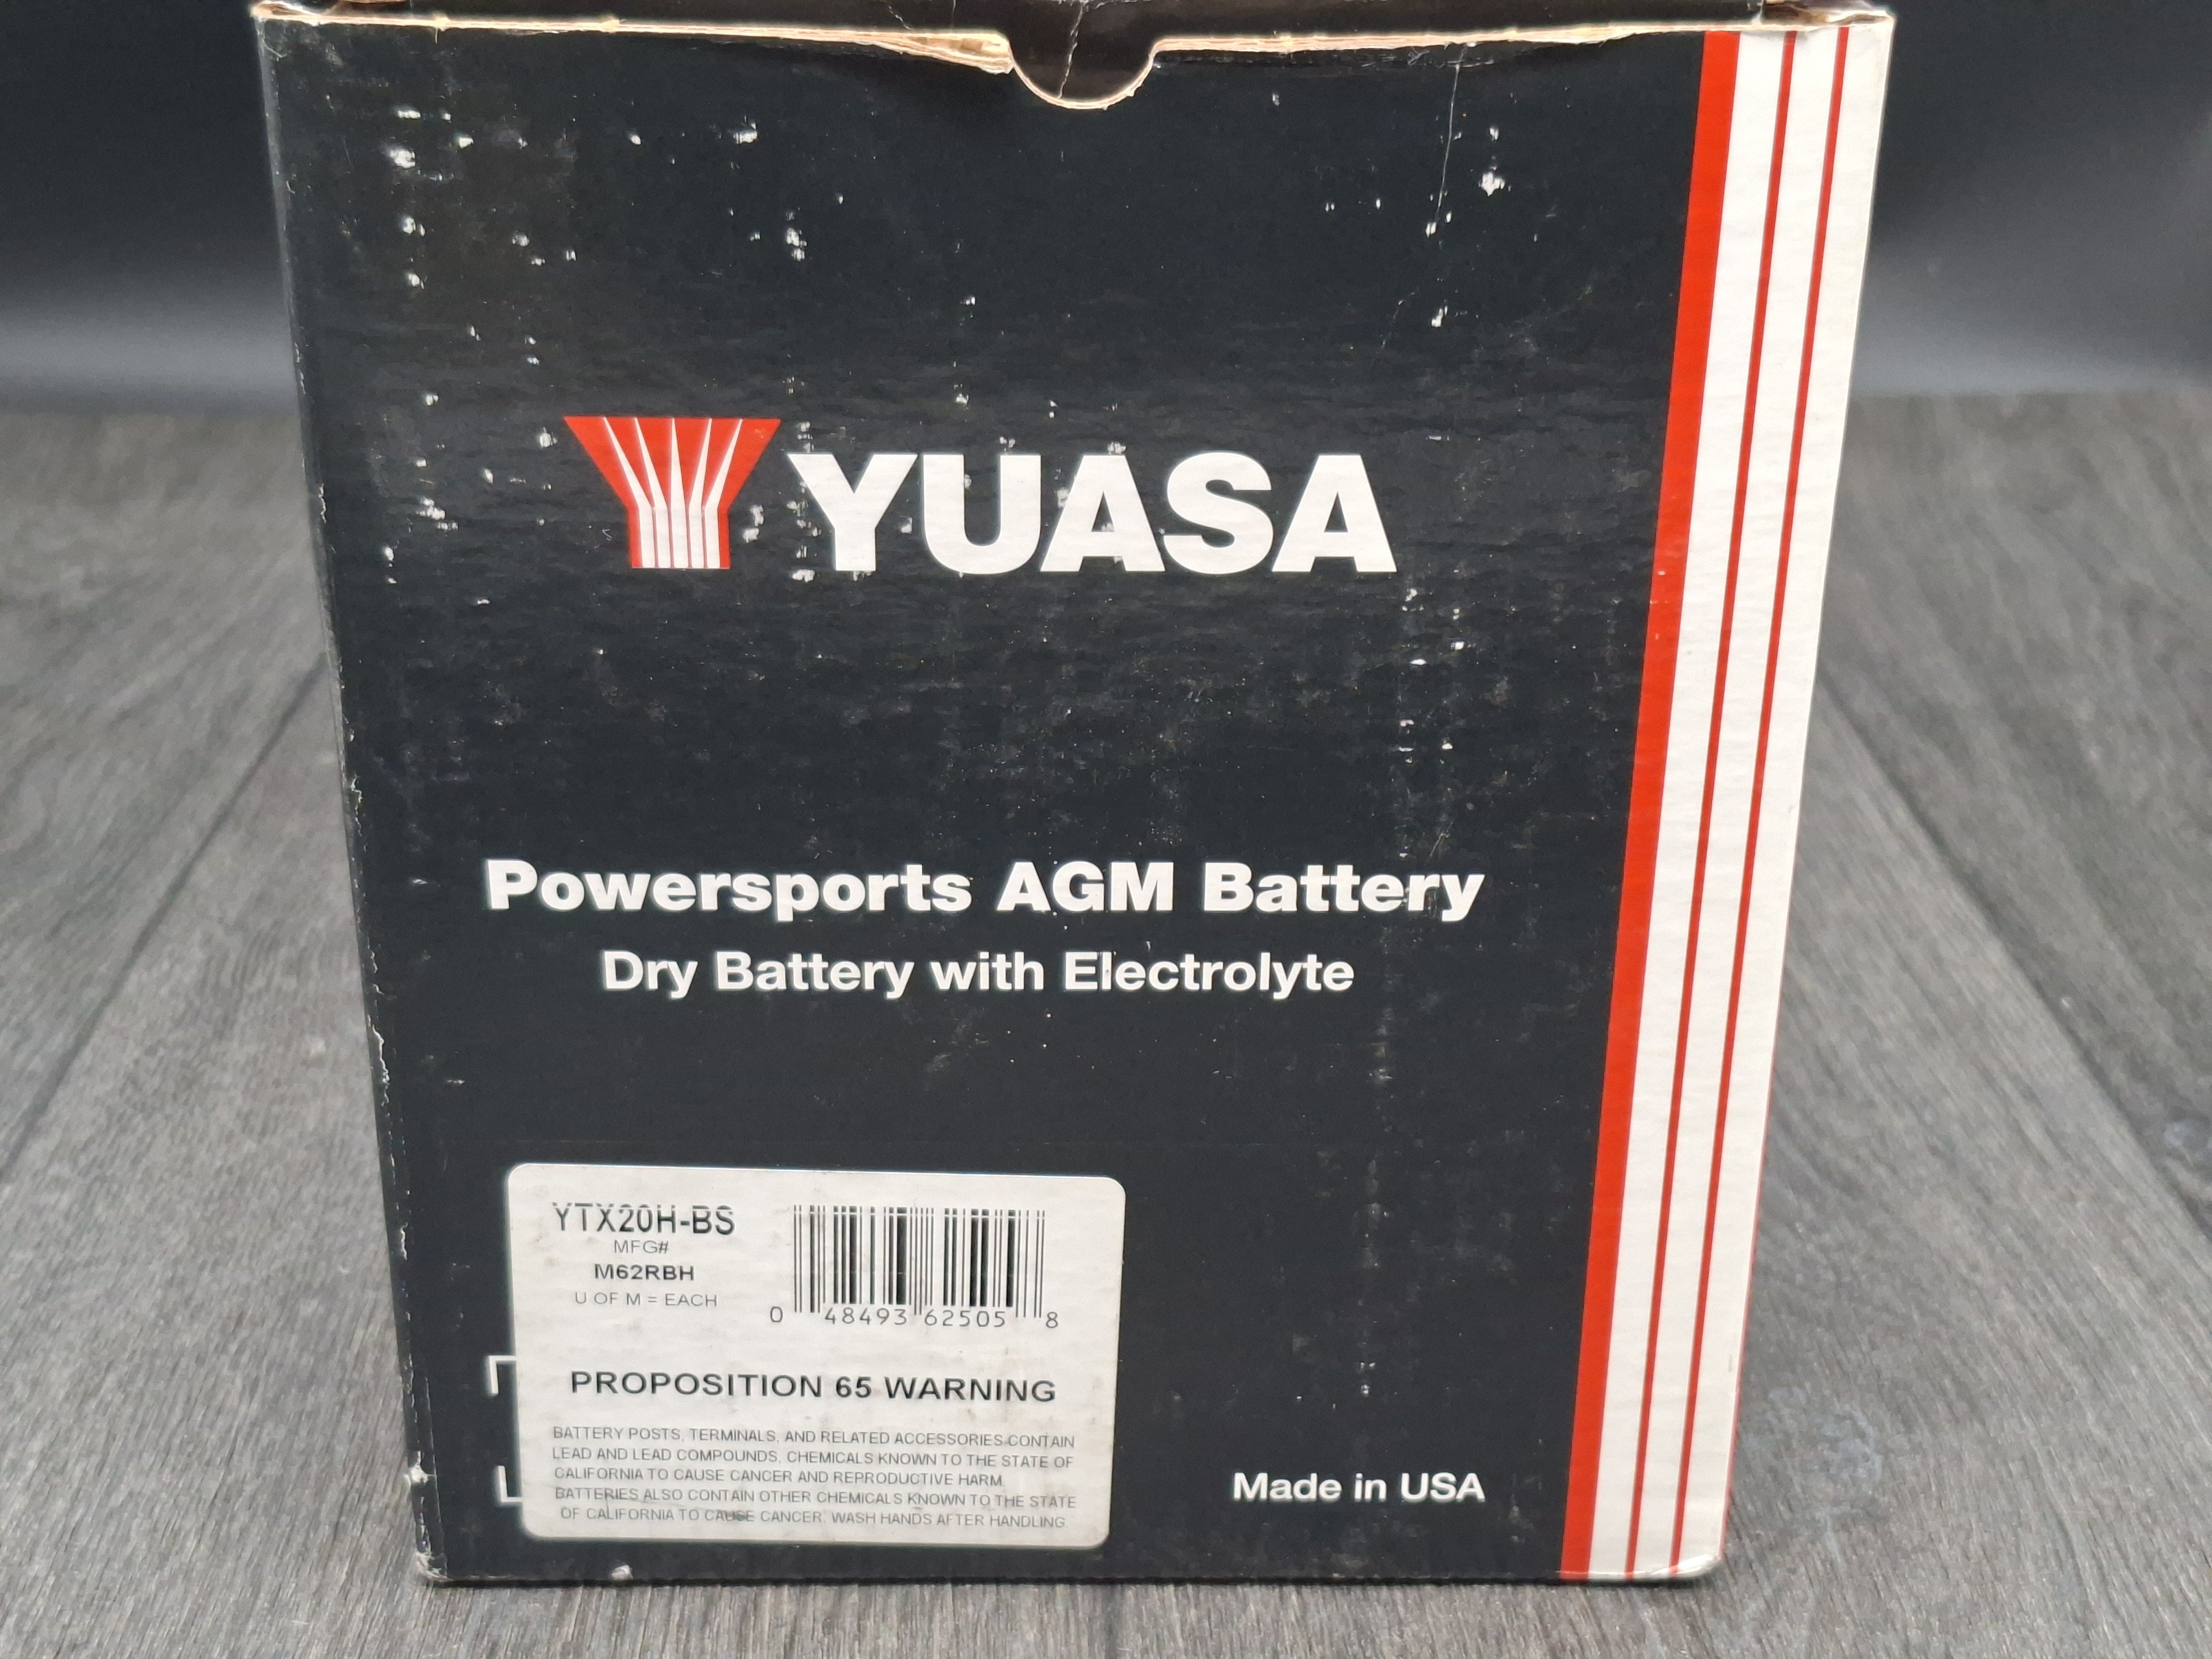 YUASA
Powersports AGM Battery
Dry Battery with Electrolyte
YTX20H-BS
MFG#
M62RBH
U OF M = EACH
0 48493 62505 8
PROPOSITION 65 WARNING
BATTERY POSTS, TERMINALS, AND RELATED ACCESSORIES CONTAIN
LEAD AND LEAD COMPOUNDS, CHEMICALS KNOWN TO THE STATE OF
CALIFORNIA TO CAUSE CANCER AND REPRODUCTIVE HARM.
BATTERIES ALSO CONTAIN OTHER CHEMICALS KNOWN TO THE STATE
OF CALIFORNIA TO CAUSE CANCER. WASH HANDS AFTER HANDLING.
Made in USA